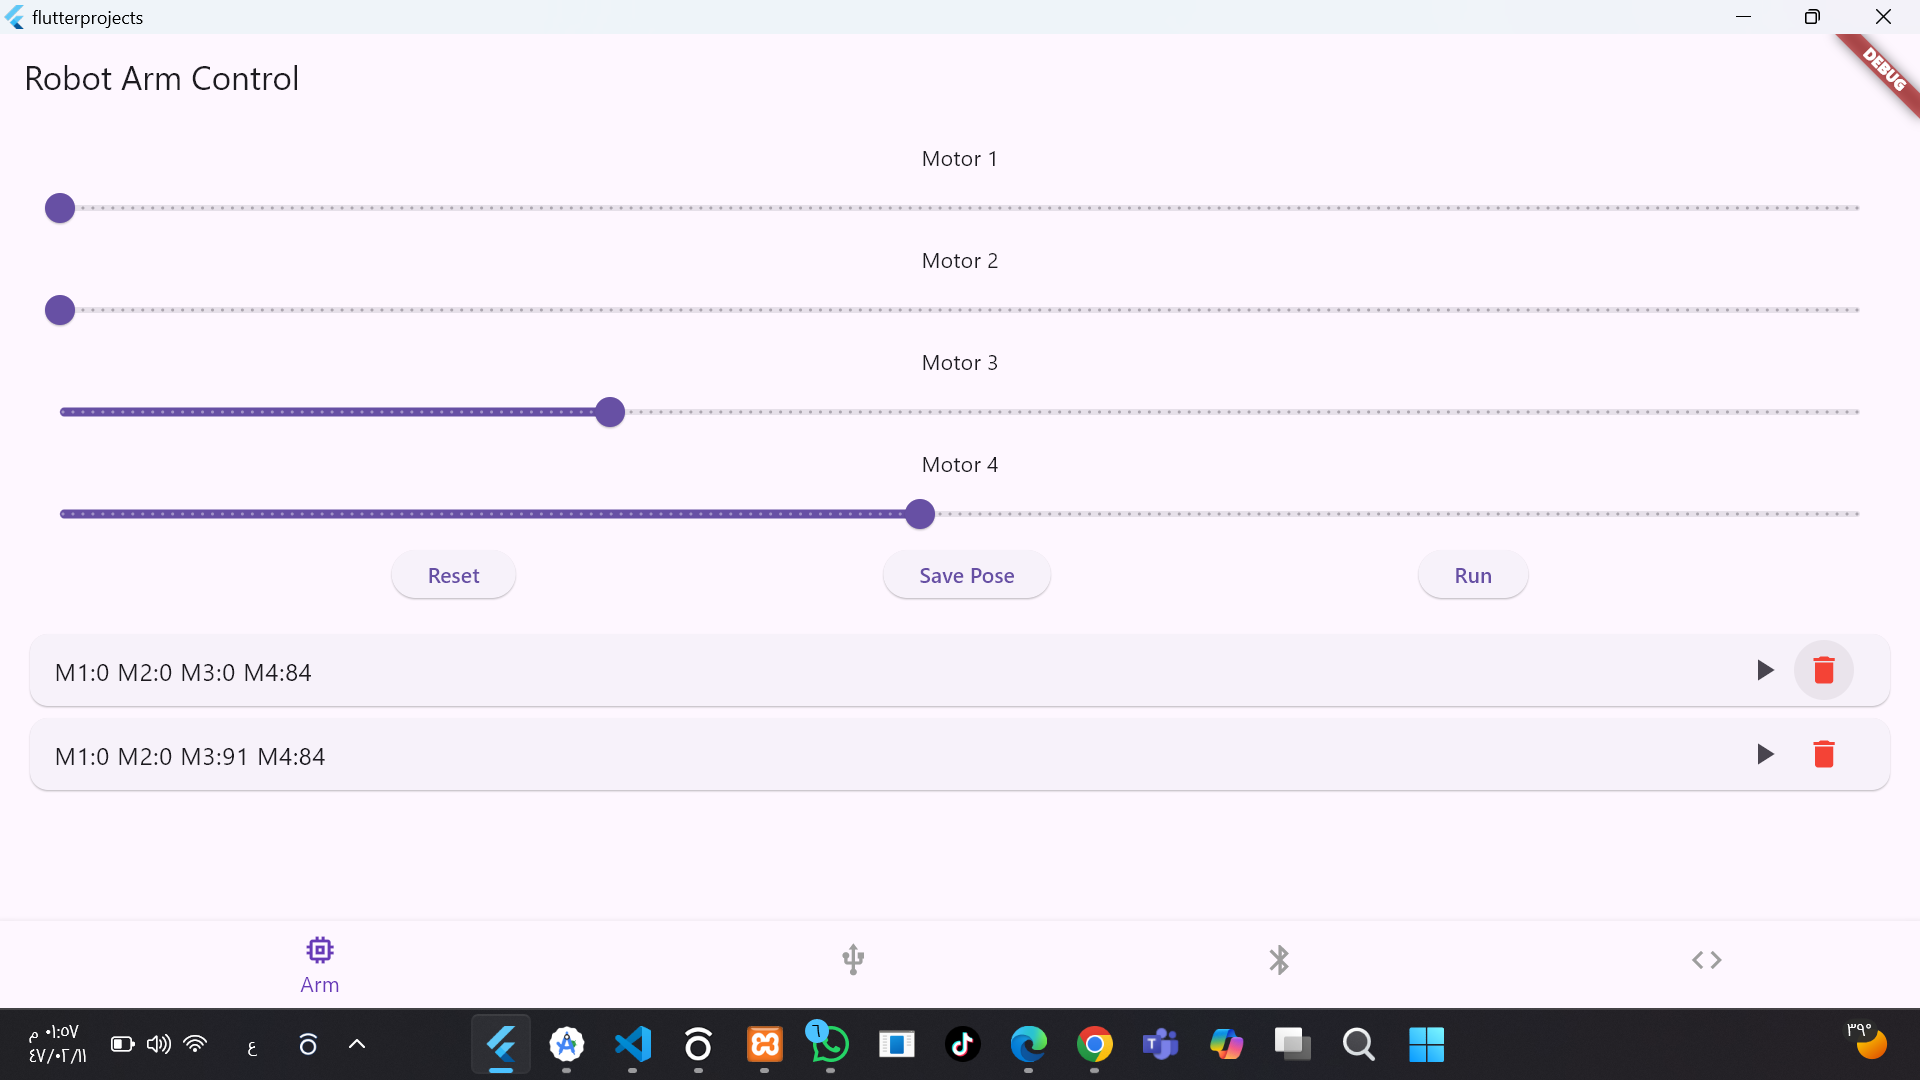 flutterprojects
DEBUG
Robot Arm Control
Motor 1
Motor 2
Motor 3
Motor 4
Reset Save Pose Run
M1:0 M2:0 M3:0 M4:84
M1:0 M2:0 M3:91 M4:84
Arm
٠١:٥٧ م
٤٧/٠٢/١١
ع
٦
٣٩°